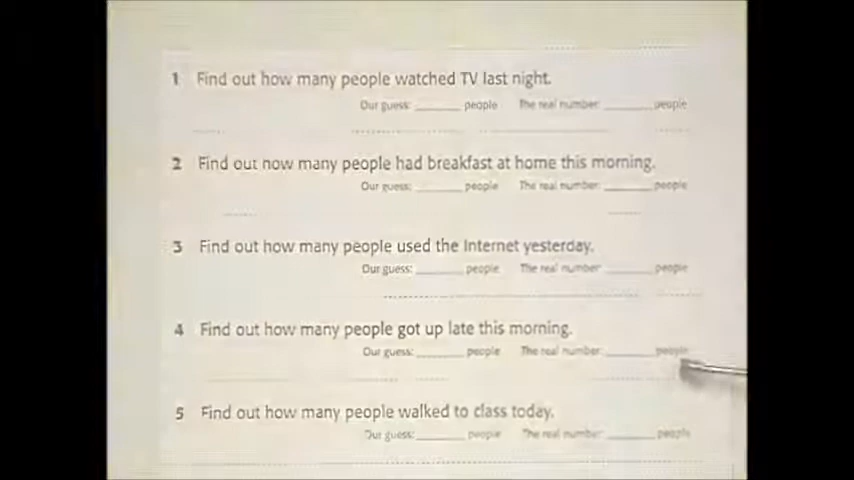 1 Find out how many people watched TV last night.
Our guess: ______ people The real number: ______ people
2 Find out how many people had breakfast at home this morning.
Our guess: ______ people The real number: ______ people
3 Find out how many people used the Internet yesterday.
Our guess: ______ people The real number: ______ people
4 Find out how many people got up late this morning.
Our guess: ______ people The real number: ______ people
5 Find out how many people walked to class today.
Our guess: ______ people The real number: ______ people